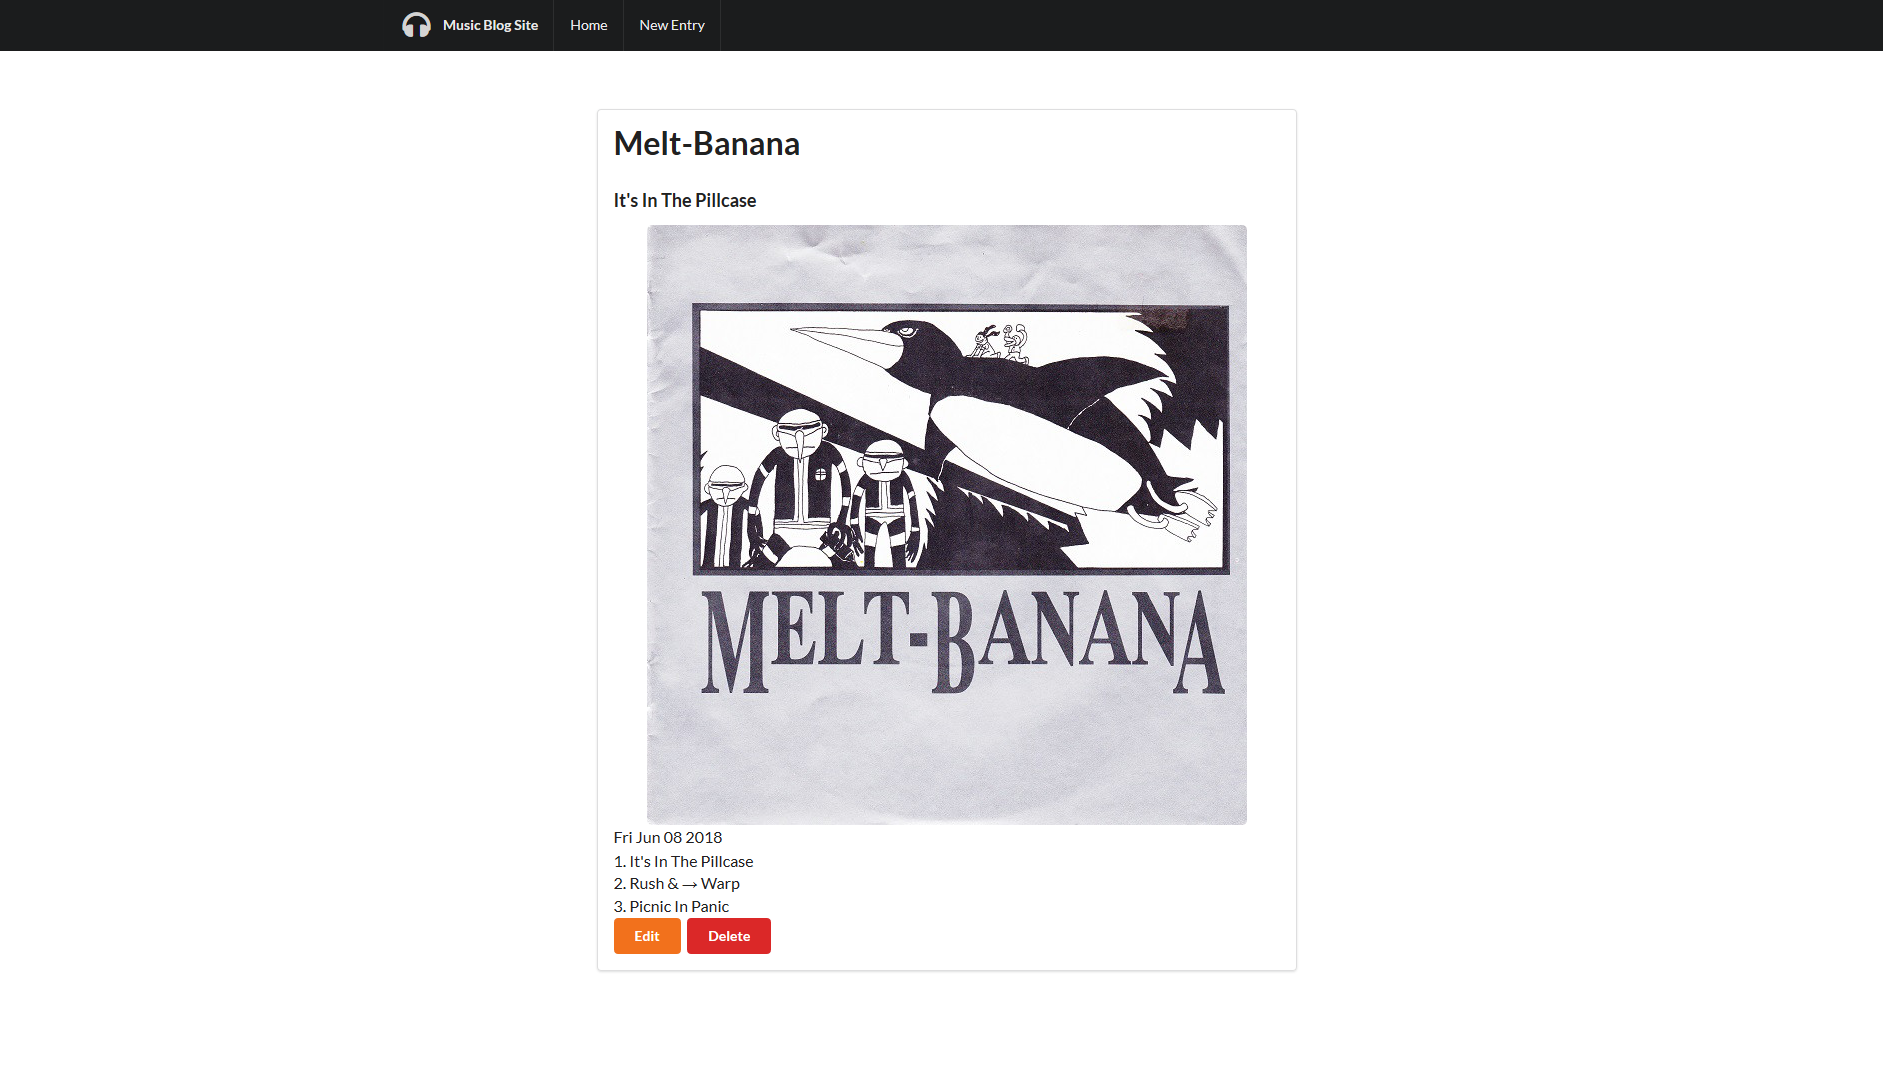 Music Blog Site
Home
New Entry
Melt-Banana
It's In The Pillcase
MELT-BANANA
Fri Jun 08 2018
1. It's In The Pillcase
2. Rush & → Warp
3. Picnic In Panic
Edit
Delete